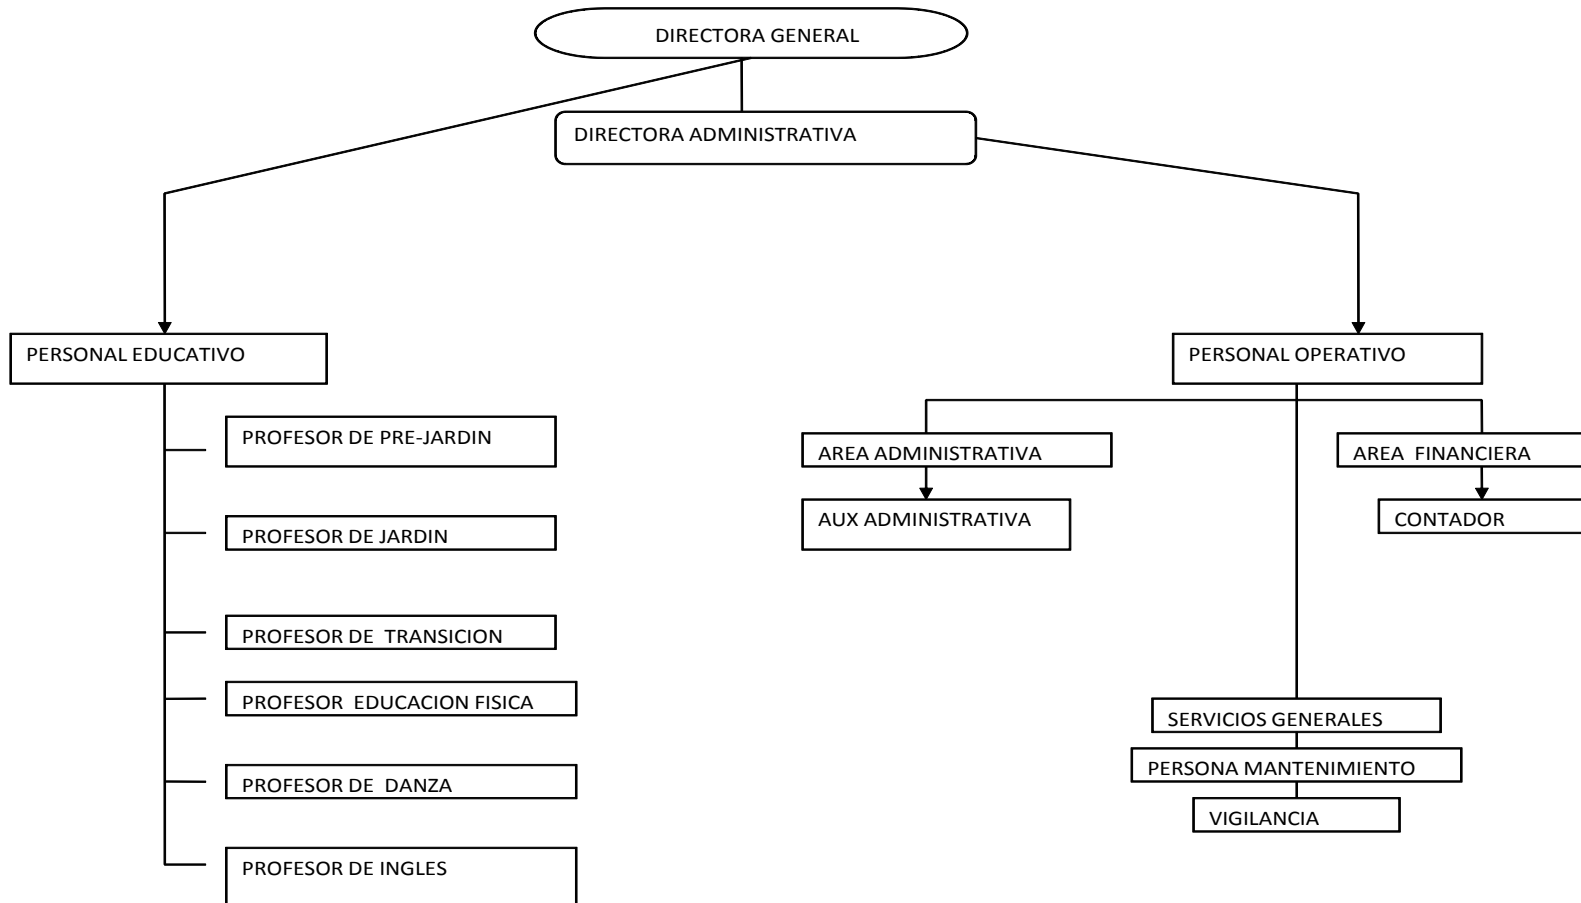 DIRECTORA GENERAL
DIRECTORA ADMINISTRATIVA
PERSONAL EDUCATIVO
PROFESOR DE PRE-JARDIN
PROFESOR DE JARDIN
PROFESOR DE TRANSICION
PROFESOR EDUCACION FISICA
PROFESOR DE DANZA
PROFESOR DE INGLES
PERSONAL OPERATIVO
AREA ADMINISTRATIVA
AUX ADMINISTRATIVA
AREA FINANCIERA
CONTADOR
SERVICIOS GENERALES
PERSONA MANTENIMIENTO
VIGILANCIA